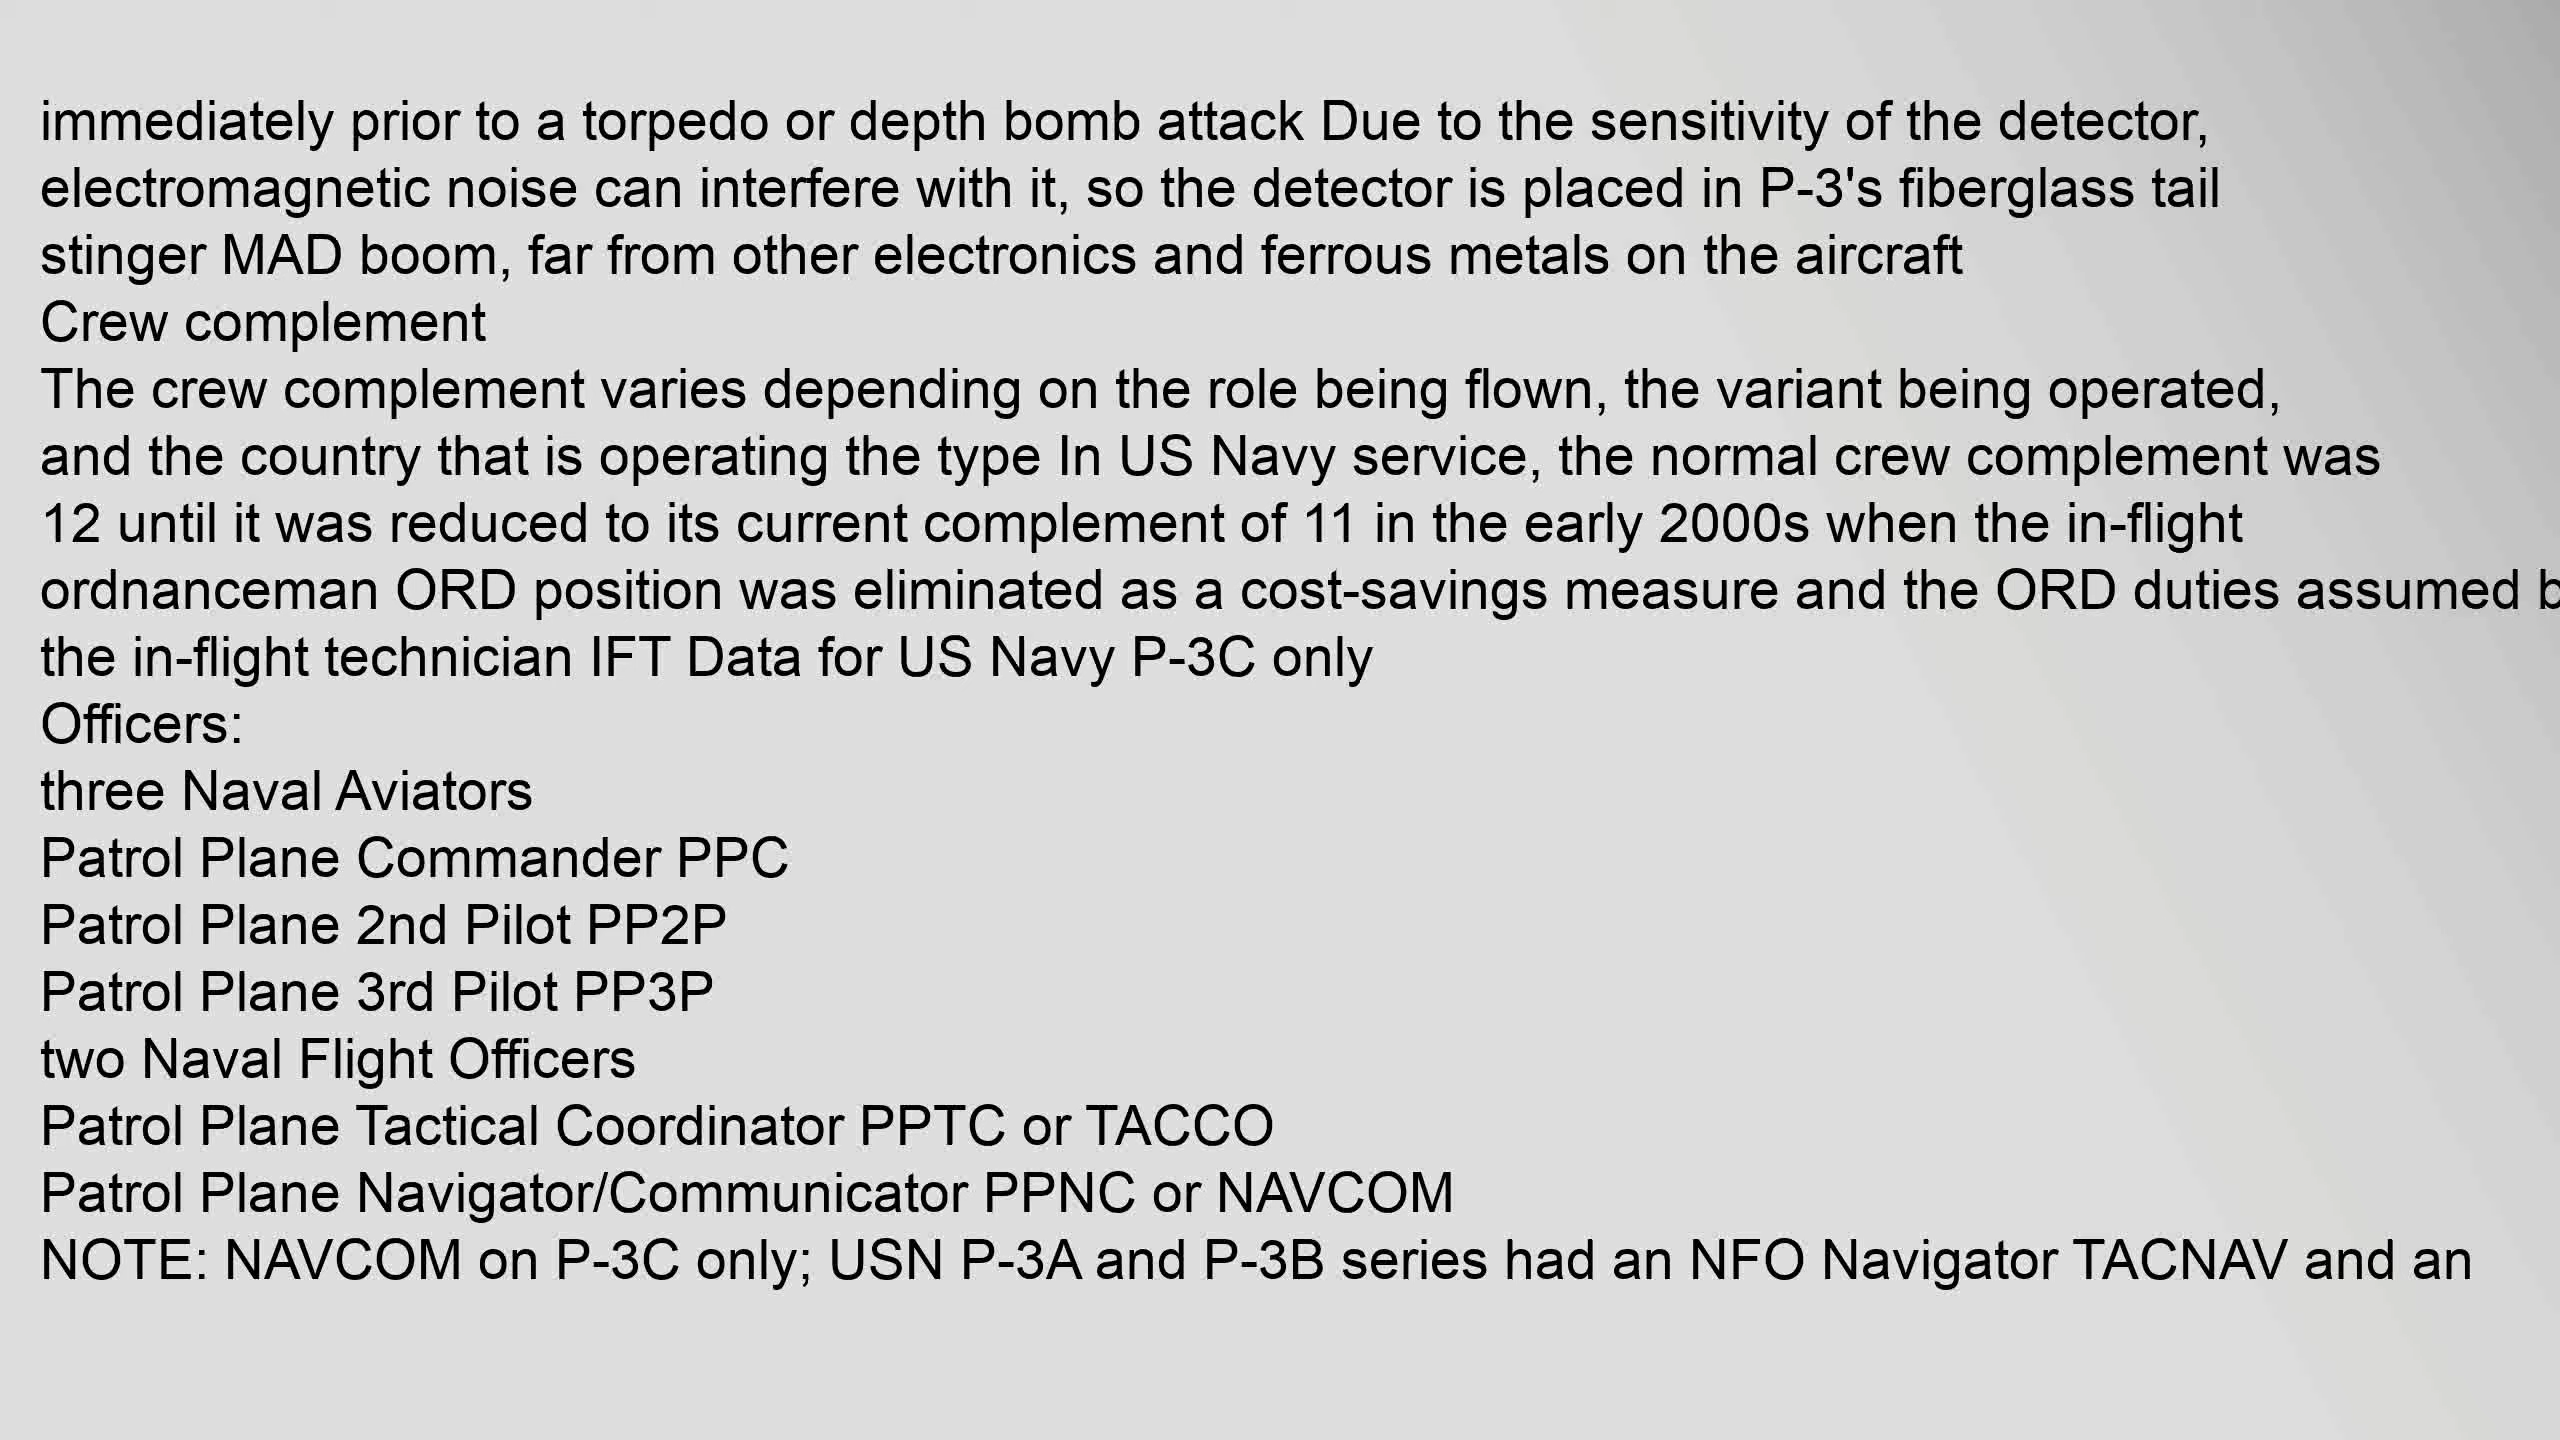 immediately prior to a torpedo or depth bomb attack Due to the sensitivity of the detector,
electromagnetic noise can interfere with it, so the detector is placed in P-3's fiberglass tail
stinger MAD boom, far from other electronics and ferrous metals on the aircraft
Crew complement
The crew complement varies depending on the role being flown, the variant being operated,
and the country that is operating the type In US Navy service, the normal crew complement was
12 until it was reduced to its current complement of 11 in the early 2000s when the in-flight
ordnanceman ORD position was eliminated as a cost-savings measure and the ORD duties assumed
the in-flight technician IFT Data for US Navy P-3C only
Officers:
three Naval Aviators
Patrol Plane Commander PPC
Patrol Plane 2nd Pilot PP2P
Patrol Plane 3rd Pilot PP3P
two Naval Flight Officers
Patrol Plane Tactical Coordinator PPTC or TACCO
Patrol Plane Navigator/Communicator PPNC or NAVCOM
NOTE: NAVCOM on P-3C only; USN P-3A and P-3B series had an NFO Navigator TACNAV and an